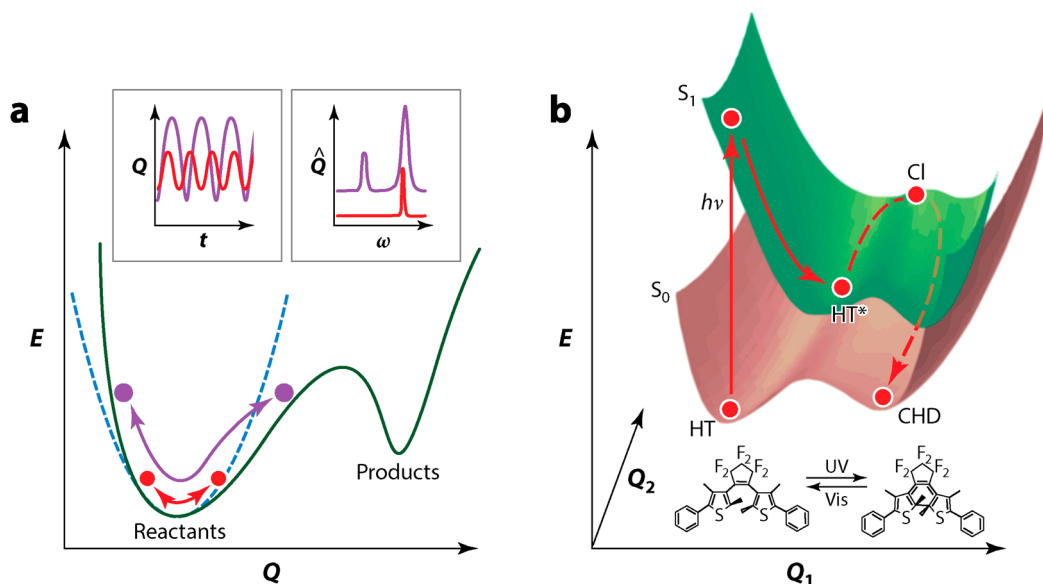 a
Q
t
Q̂
ω
E
Reactants
Products
Q
b
S₁
CI
hν
S₀
HT*
E
HT
CHD
Q₂
F₂
F₂
F₂
S
S
UV
Vis
F₂
F₂
F₂
S
S
Q₁